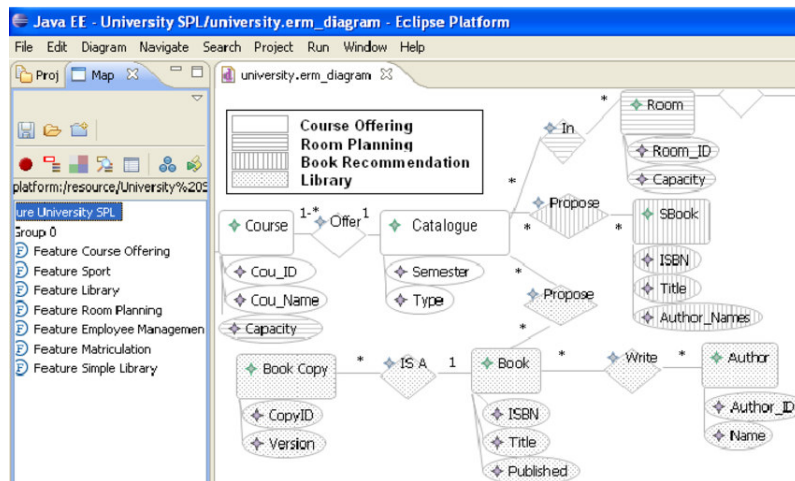 Java EE - University SPL/university.erm_diagram - Eclipse Platform
File Edit Diagram Navigate Search Project Run Window Help
Proj Map
university.erm_diagram
platform:/resource/University%20S
ure University SPL
Group 0
Feature Course Offering
Feature Sport
Feature Library
Feature Room Planning
Feature Employee Managemen
Feature Matriculation
Feature Simple Library
Course Offering
Room Planning
Book Recommendation
Library
In
*
Room
Room_ID
Capacity
*
Course
1-*
Offer
1
Catalogue
*
Propose
*
SBook
Cou_ID
Cou_Name
Capacity
Semester
Type
*
Propose
*
ISBN
Title
Author_Names
Book Copy
*
IS A
1
Book
*
Write
*
Author
CopyID
Version
ISBN
Title
Published
Author_ID
Name